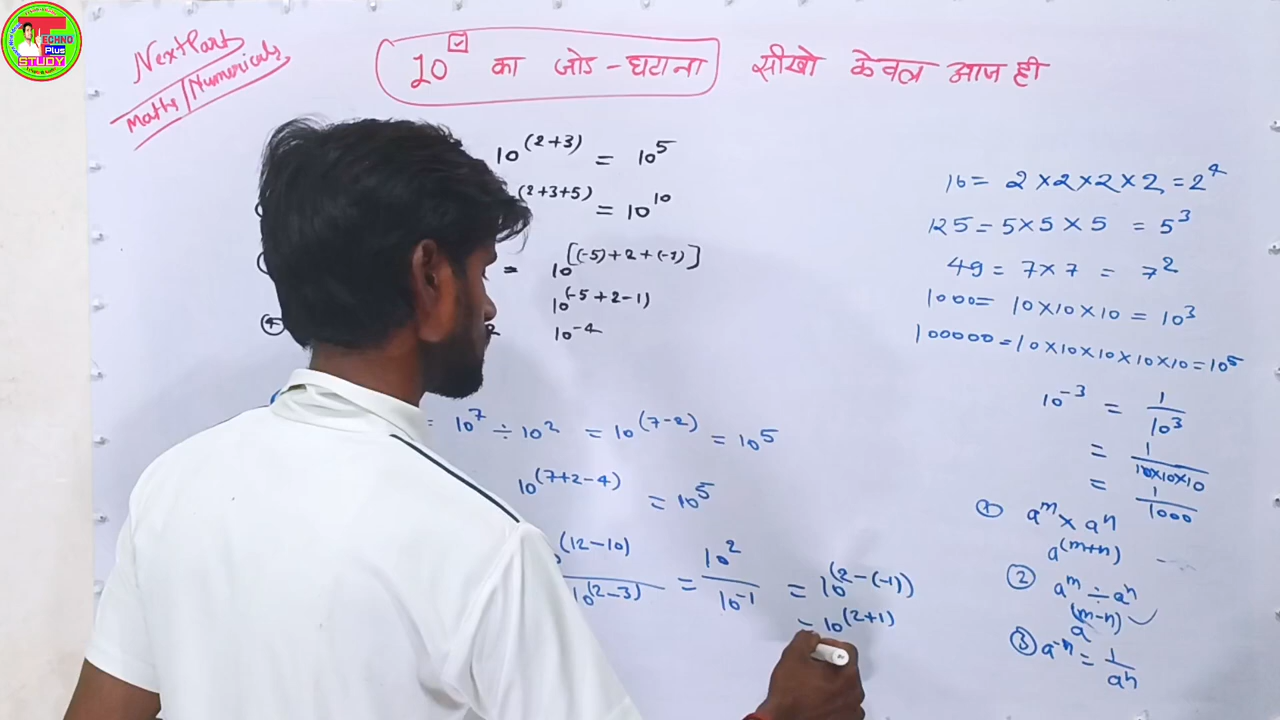 TECHNO
Plus
STUDY
Next Part
Maths/Numericals
10 का जोड-घटाना सीखो केवल आज ही
10^(2+3) = 10^5
(2+3+5) = 10^10
= 10^[(-5)+2+(-1)]
10^(-5+2-1)
④ 10^-4
= 10^7 ÷ 10^2 = 10^(7-2) = 10^5
10^(7+2-4) = 10^5
(12-10) / 10^(2-3) = 10^2 / 10^-1 = 10^(2-(-1))
= 10^(2+1)
16 = 2×2×2×2 = 2^4
125 = 5×5×5 = 5^3
49 = 7×7 = 7^2
1000 = 10×10×10 = 10^3
100000 = 10×10×10×10×10 = 10^5
10^-3 = 1/10^3
= 1/10×10×10
= 1/1000
① a^m × a^n
a^(m+n)
② a^m ÷ a^n
a^(m-n)
③ a^-n = 1/a^n